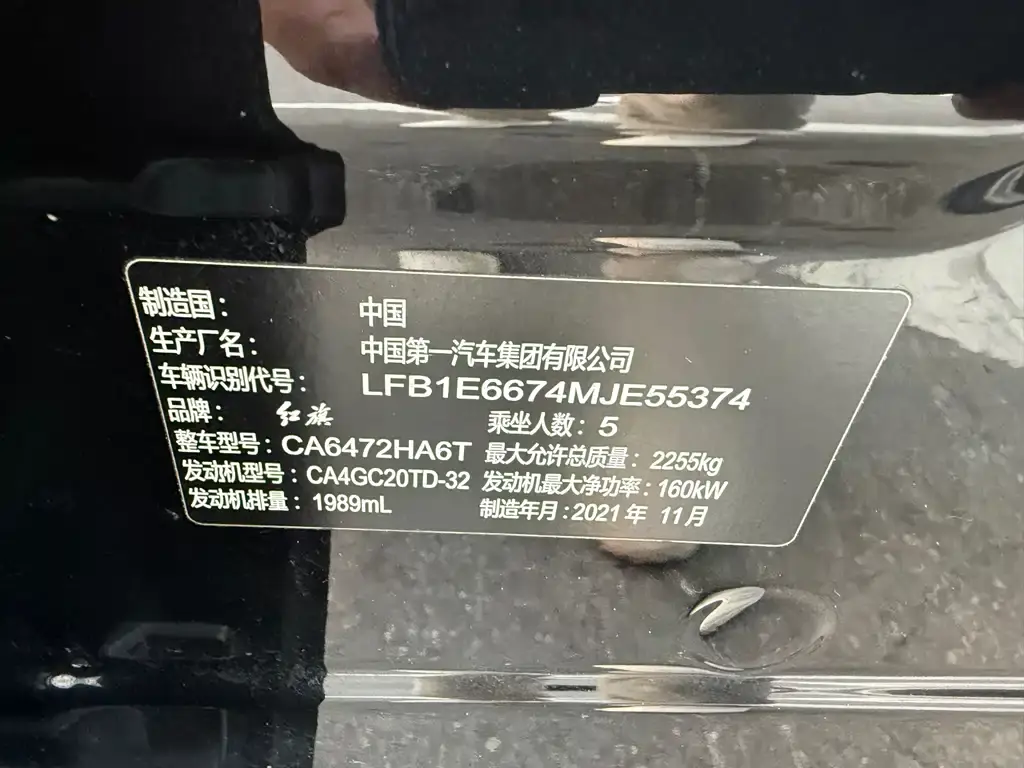 制造国： 中国
生产厂名： 中国第一汽车集团有限公司
车辆识别代号： LFB1E6674MJE55374
品牌： 红旗 乘坐人数：5
整车型号：CA6472HA6T 最大允许总质量：2255kg
发动机型号：CA4GC20TD-32 发动机最大净功率：160kW
发动机排量：1989mL 制造年月：2021年 11月